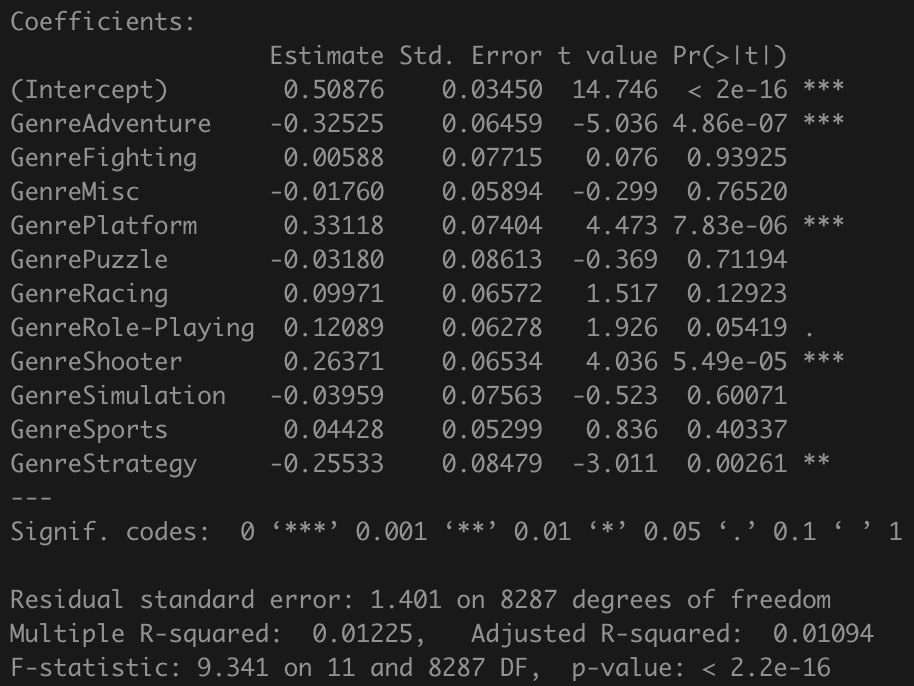 Coefficients:
                  Estimate Std. Error t value Pr(>|t|)
(Intercept)        0.50876    0.03450  14.746  < 2e-16 ***
GenreAdventure    -0.32525    0.06459  -5.036 4.86e-07 ***
GenreFighting      0.00588    0.07715   0.076  0.93925
GenreMisc         -0.01760    0.05894  -0.299  0.76520
GenrePlatform      0.33118    0.07404   4.473 7.83e-06 ***
GenrePuzzle       -0.03180    0.08613  -0.369  0.71194
GenreRacing        0.09971    0.06572   1.517  0.12923
GenreRole-Playing  0.12089    0.06278   1.926  0.05419 .
GenreShooter       0.26371    0.06534   4.036 5.49e-05 ***
GenreSimulation   -0.03959    0.07563  -0.523  0.60071
GenreSports        0.04428    0.05299   0.836  0.40337
GenreStrategy     -0.25533    0.08479  -3.011  0.00261 **
---
Signif. codes:  0 ‘***’ 0.001 ‘**’ 0.01 ‘*’ 0.05 ‘.’ 0.1 ‘ ’ 1

Residual standard error: 1.401 on 8287 degrees of freedom
Multiple R-squared:  0.01225,   Adjusted R-squared:  0.01094
F-statistic: 9.341 on 11 and 8287 DF,  p-value: < 2.2e-16